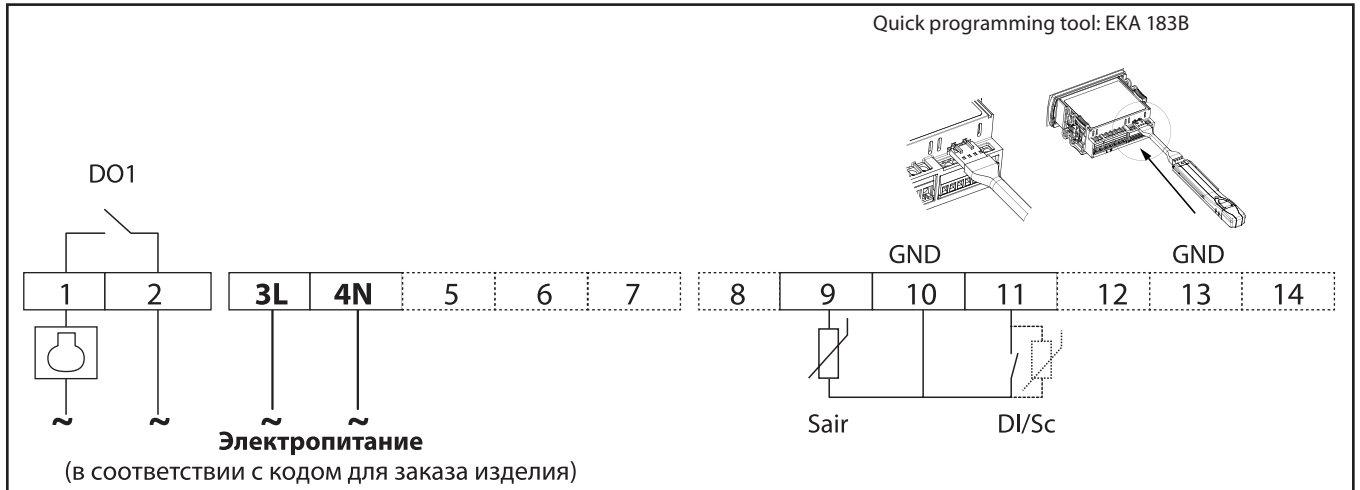 Quick programming tool: EKA 183B
DO1
GND GND
1 2 3L 4N 5 6 7 8 9 10 11 12 13 14
~ ~ ~ ~
Sair DI/Sc
Электропитание
(в соответствии с кодом для заказа изделия)